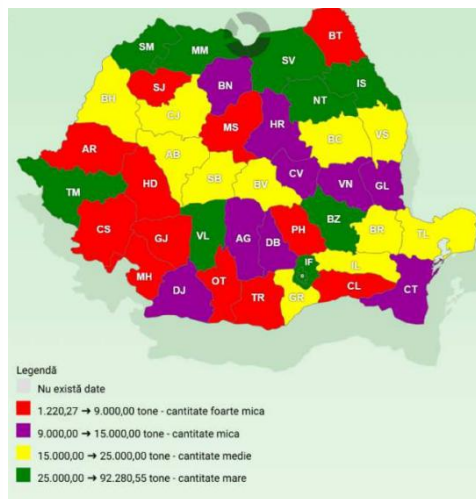 BT
SM
MM
SV
IS
SJ
BN
NT
BH
CJ
MS
HR
BC
VS
AR
AB
TM
HD
SB
BV
CV
VN
GL
CS
GJ
VL
AG
DB
PH
BZ
BR
TL
IF
IL
MH
DJ
OT
TR
GR
CL
CT
Legendă
Nu există date
1.220,27 → 9.000,00 tone - cantitate foarte mica
9.000,00 → 15.000,00 tone - cantitate mica
15.000,00 → 25.000,00 tone - cantitate medie
25.000,00 → 92.280,55 tone - cantitate mare